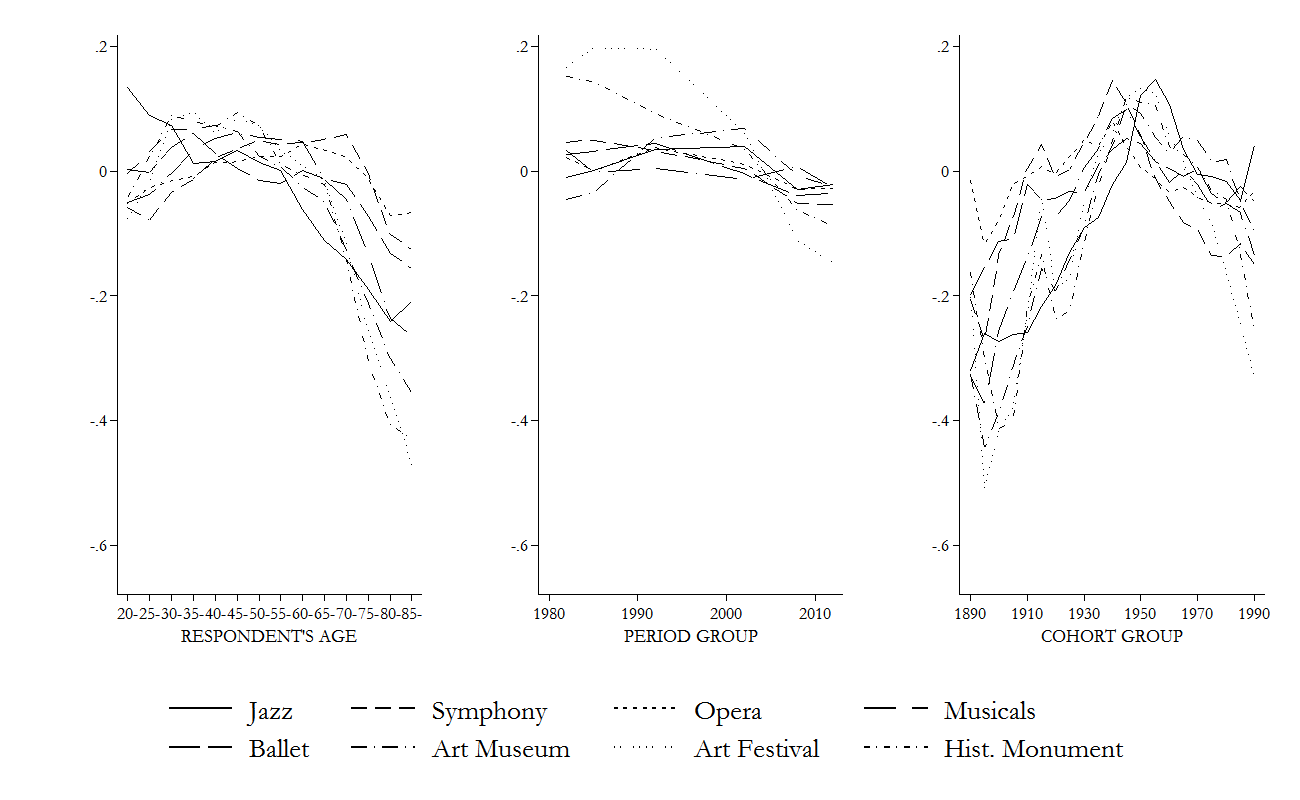 .2 .2 .2
0 0 0
-.2 -.2 -.2
-.4 -.4 -.4
-.6 -.6 -.6
20-25-30-35-40-45-50-55-60-65-70-75-80-85- 1980 1990 2000 2010 1890 1910 1930 1950 1970 1990
RESPONDENT'S AGE PERIOD GROUP COHORT GROUP
Jazz Symphony Opera Musicals
Ballet Art Museum Art Festival Hist. Monument